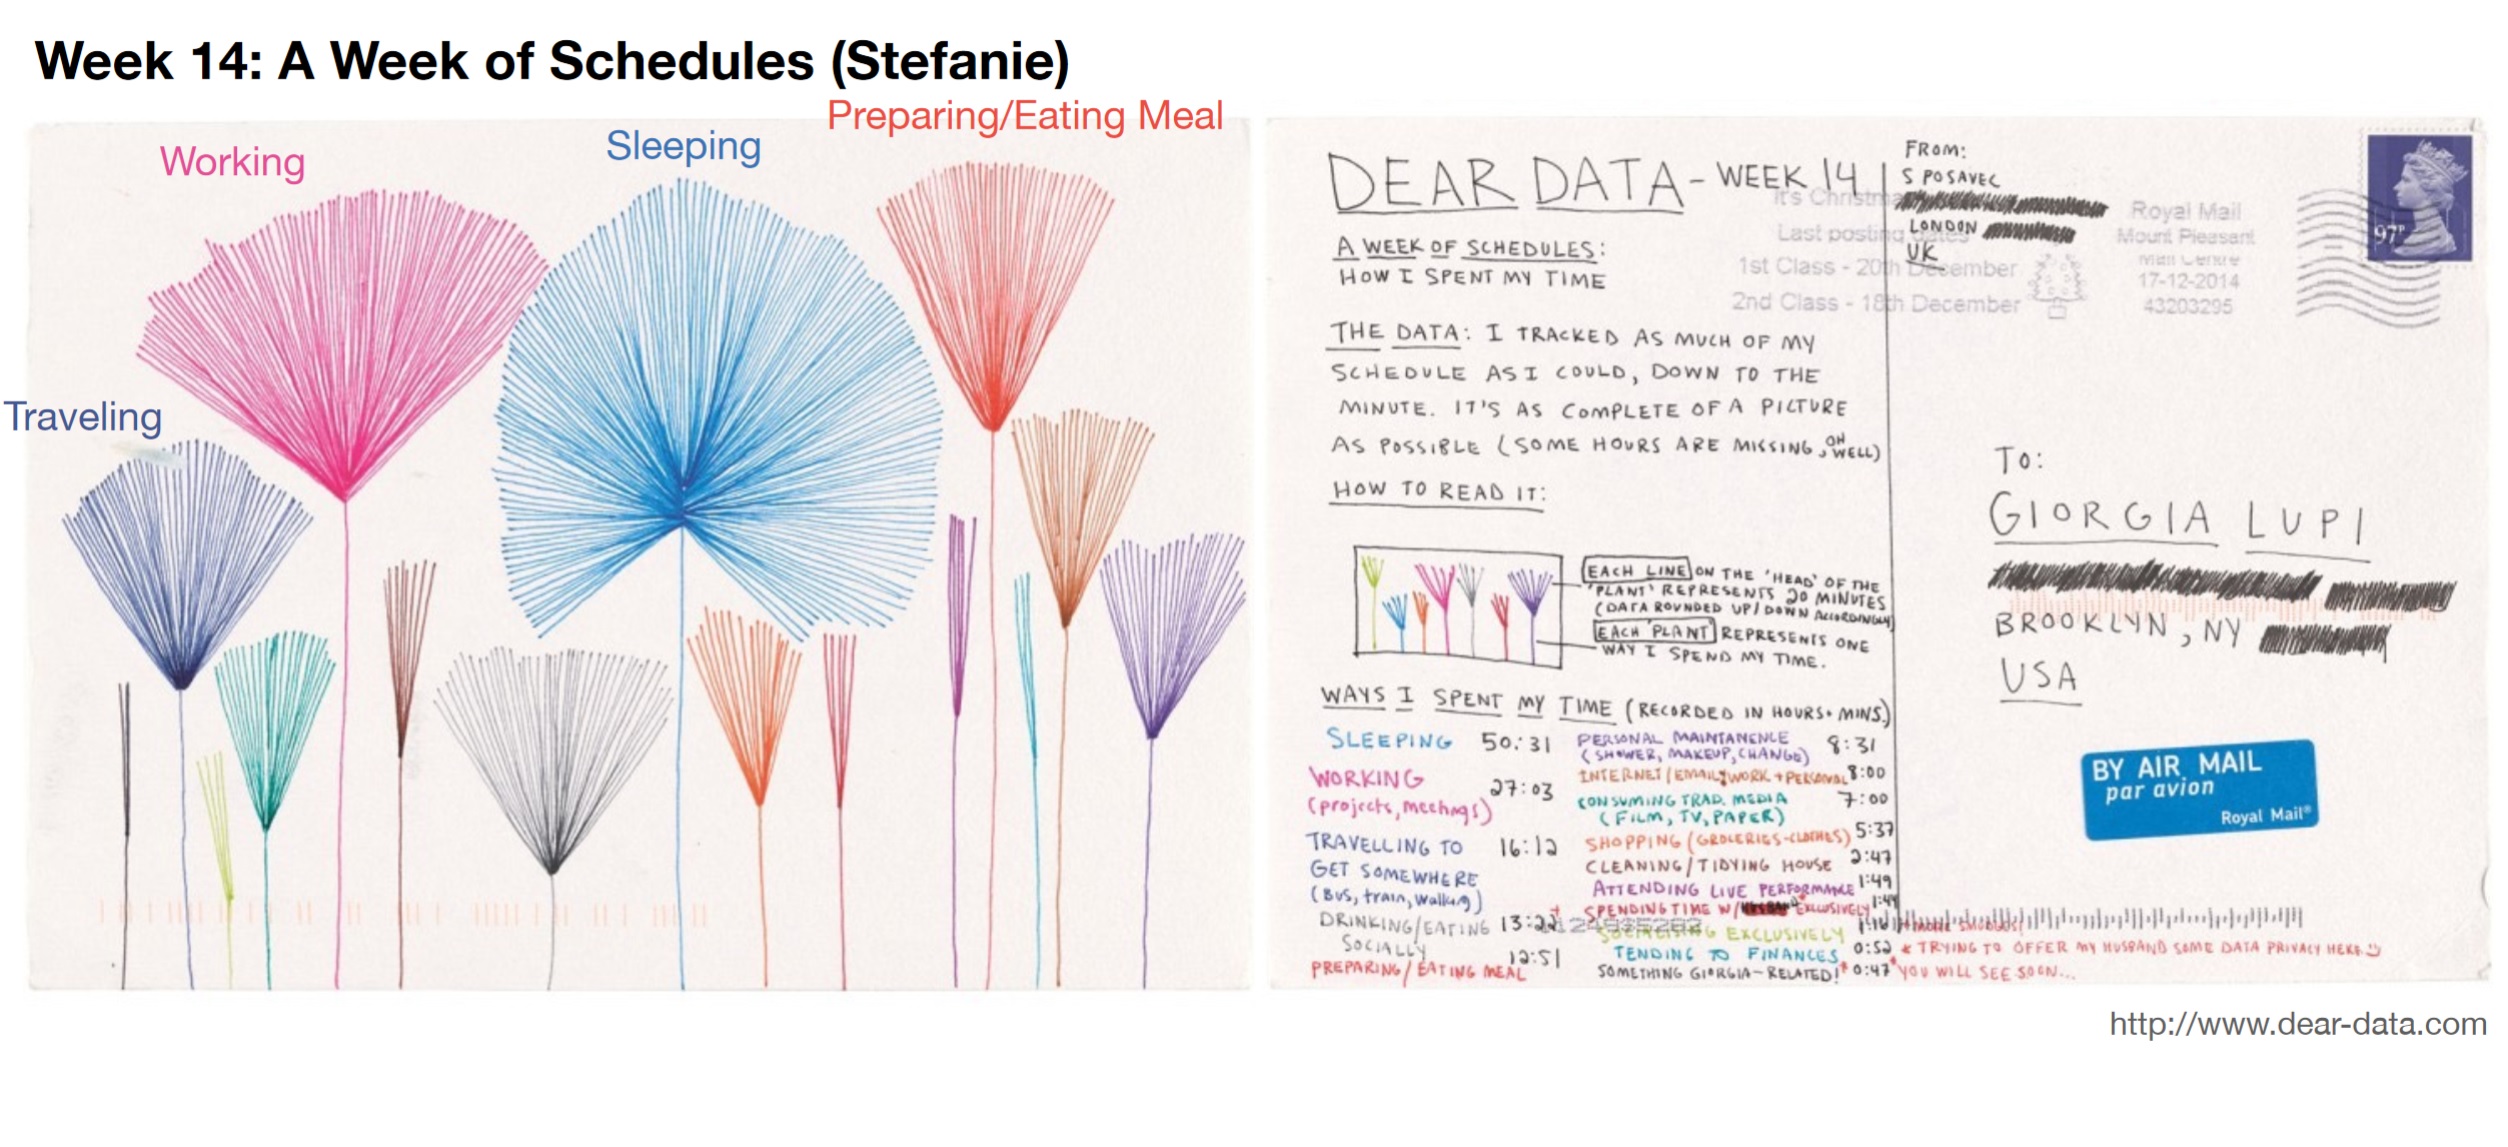 Week 14: A Week of Schedules (Stefanie)
Preparing/Eating Meal
Sleeping
Working
Traveling
DEAR DATA - WEEK 14
A WEEK OF SCHEDULES:
HOW I SPENT MY TIME
THE DATA: I TRACKED AS MUCH OF MY
SCHEDULE AS I COULD, DOWN TO THE
MINUTE. IT'S AS COMPLETE OF A PICTURE
AS POSSIBLE (SOME HOURS ARE MISSING, OH WELL)
HOW TO READ IT:
EACH LINE ON THE 'HEAD' OF THE
'PLANT' REPRESENTS 20 MINUTES
(DATA ROUNDED UP/DOWN ACCORDINGLY)
EACH 'PLANT' REPRESENTS ONE
WAY I SPEND MY TIME.
WAYS I SPENT MY TIME (RECORDED IN HOURS + MINS.)
SLEEPING 50:31
WORKING
(projects, meetings) 27:03
TRAVELLING TO 16:12
GET SOMEWHERE
(Bus, train, walking)
DRINKING/EATING 13:22
SOCIALLY
12:51
PREPARING/EATING MEAL
PERSONAL MAINTANENCE 8:31
(SHOWER, MAKEUP, CHANGE)
INTERNET/EMAIL, WORK + PERSONAL 8:00
CONSUMING TRAD. MEDIA 7:00
(FILM, TV, PAPER)
SHOPPING (GROCERIES-CLOTHES) 5:37
CLEANING/TIDYING HOUSE 2:47
ATTENDING LIVE PERFORMANCE 1:49
SPENDING TIME W/ EXCLUSIVELY 1:44
SOCIALISING EXCLUSIVELY
TENDING TO FINANCES 0:52
SOMETHING GIORGIA-RELATED!* 0:47
MORE SMUDGES!
* TRYING TO OFFER MY HUSBAND SOME DATA PRIVACY HERE
*YOU WILL SEE SOON...
FROM:
S POSAVEC
LONDON
UK
It's Christma
Last posting dates
1st Class - 20th December
2nd Class - 18th December
Royal Mail
Mount Pleasant
Mail Centre
17-12-2014
43203295
97P
TO:
GIORGIA LUPI
BROOKLYN, NY
USA
BY AIR MAIL
par avion
Royal Mail®
http://www.dear-data.com